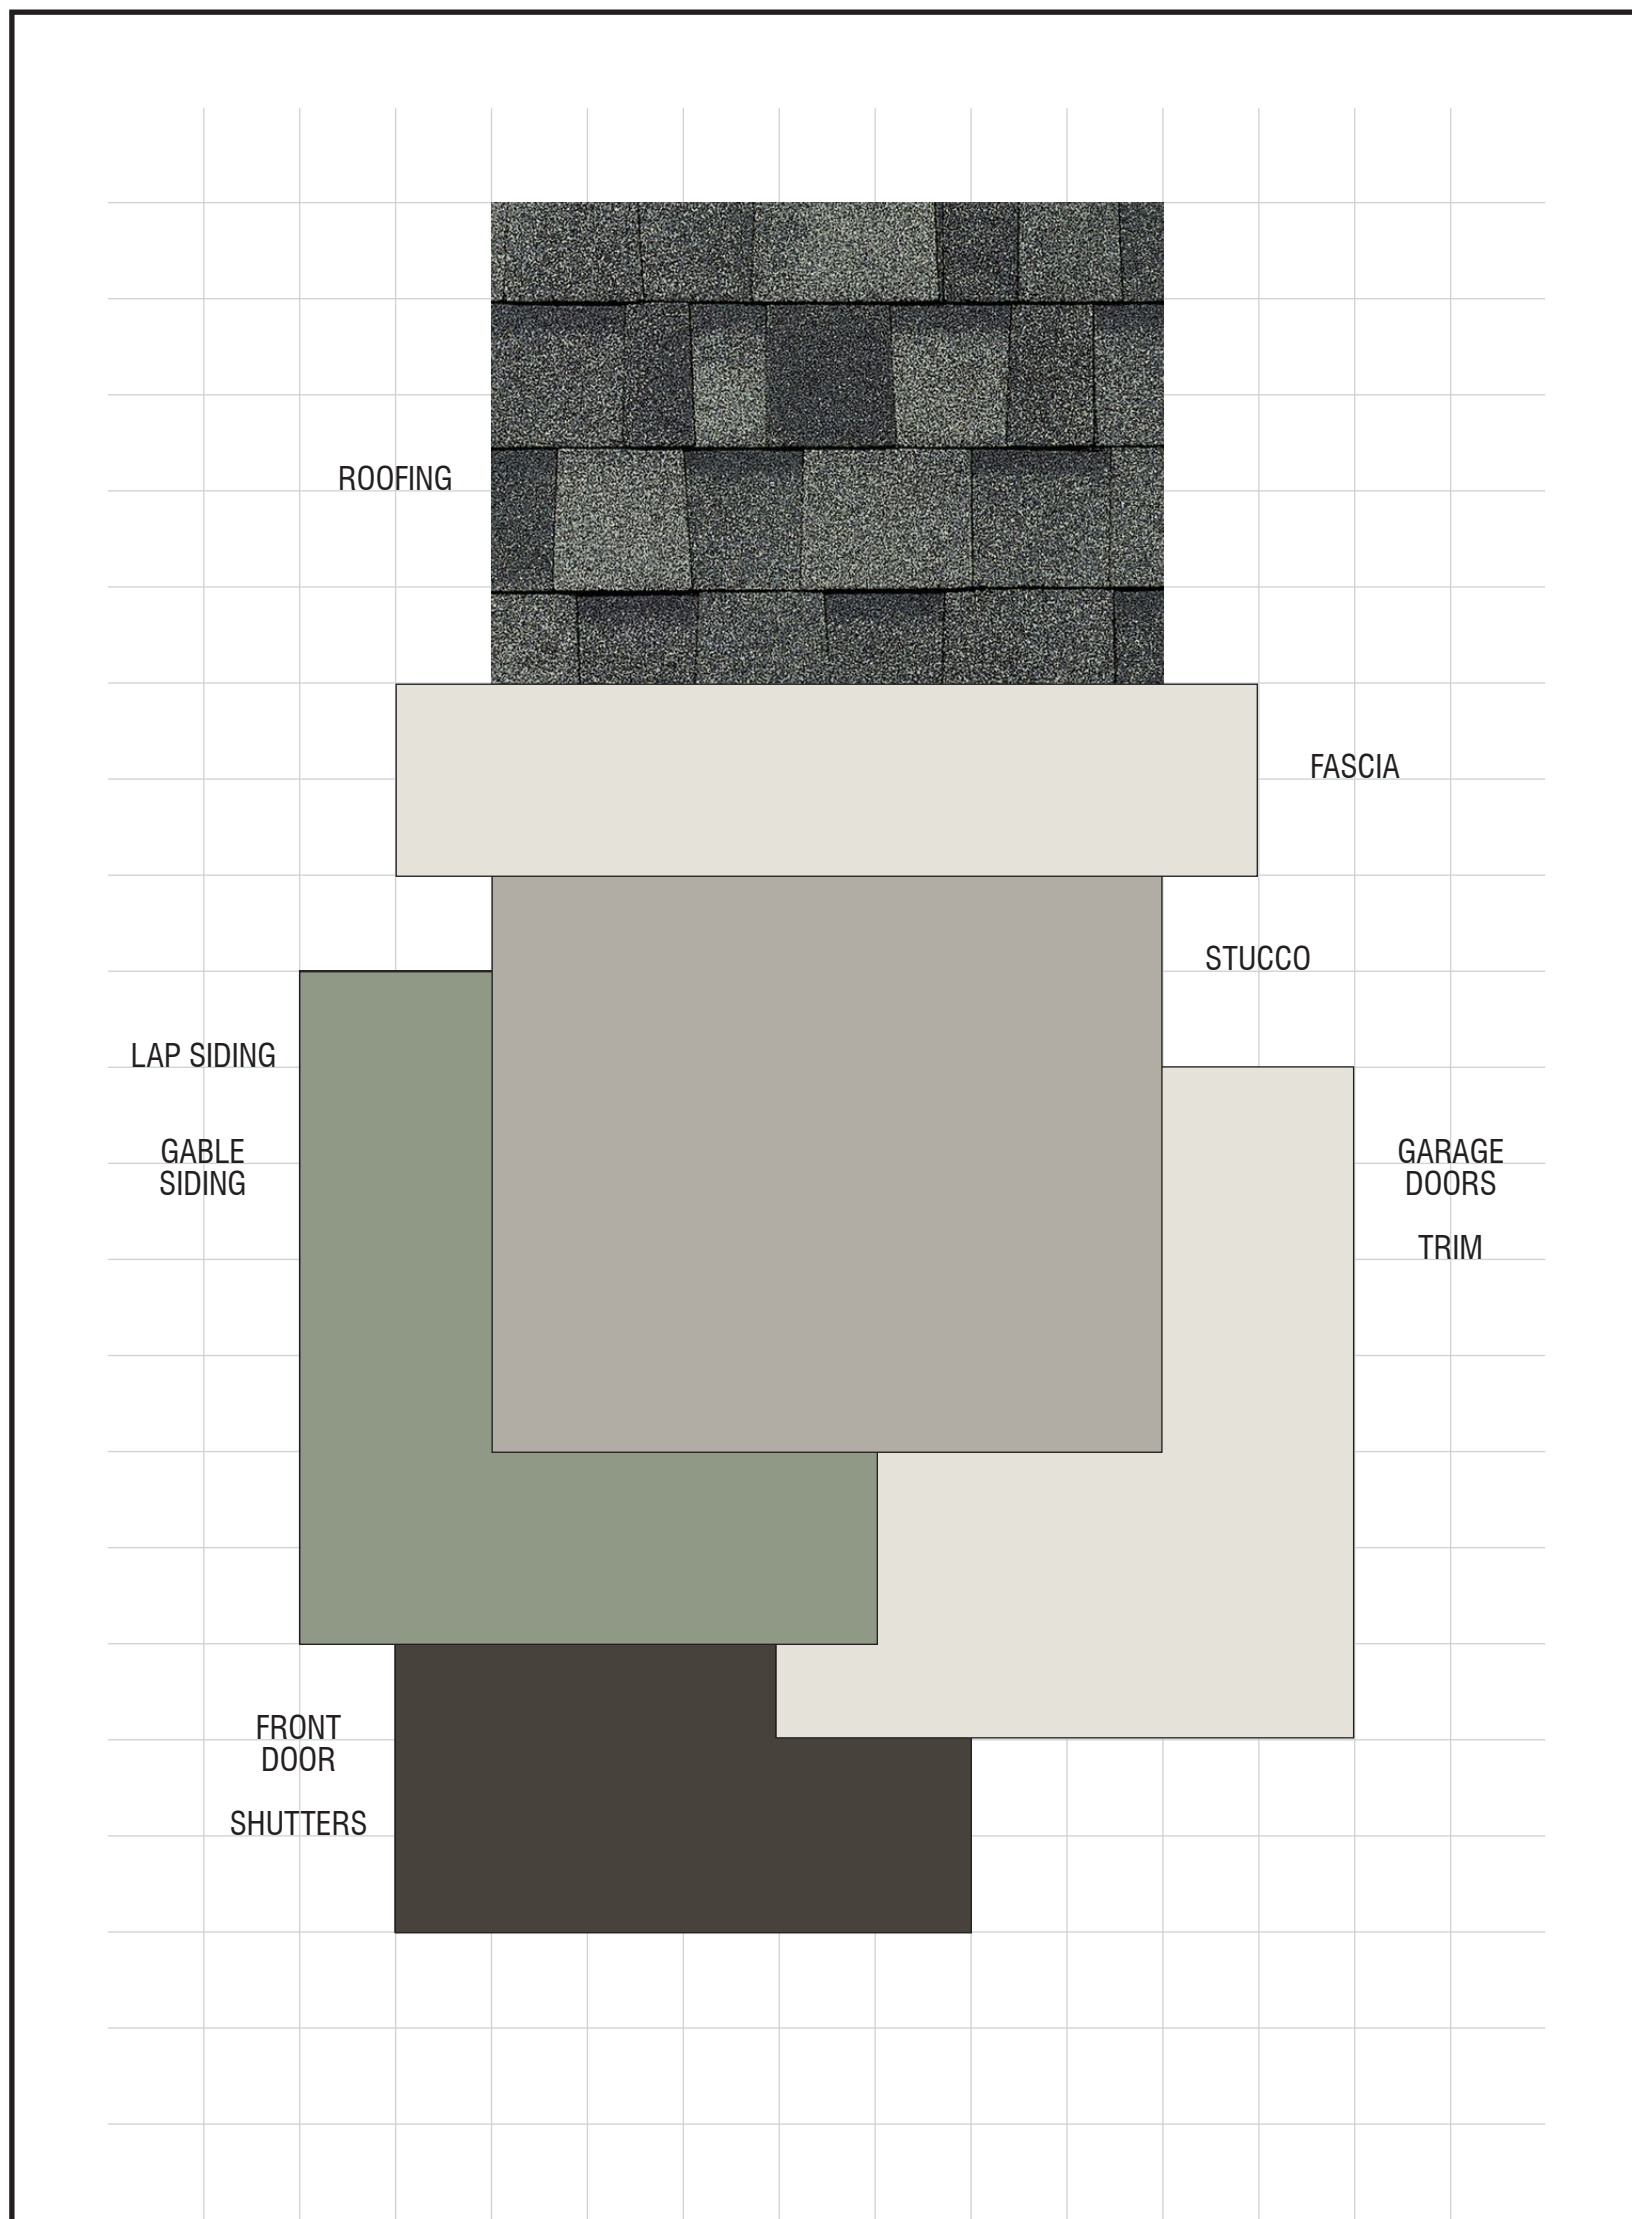 ROOFING
FASCIA
STUCCO
LAP SIDING
GABLE
SIDING
GARAGE
DOORS
TRIM
FRONT
DOOR
SHUTTERS